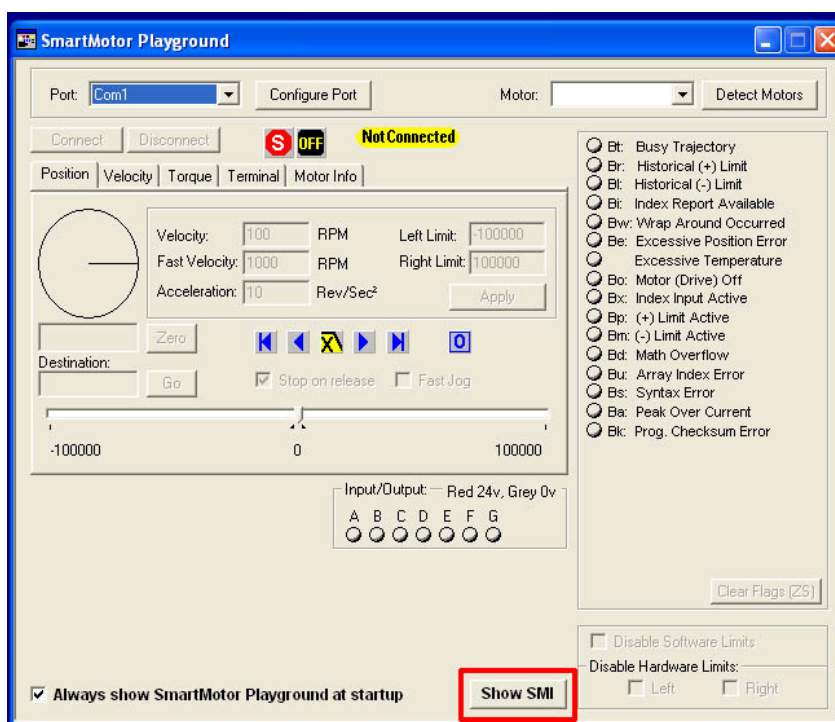 SmartMotor Playground
Port: Com1 Configure Port Motor: Detect Motors
Connect Disconnect S OFF Not Connected
Position Velocity Torque Terminal Motor Info
Velocity: 100 RPM Left Limit: -100000
Fast Velocity: 1000 RPM Right Limit: 100000
Acceleration: 10 Rev/Sec² Apply
Zero X 0
Destination:
Go Stop on release Fast Jog
-100000 0 100000
Input/Output: Red 24v, Grey 0v
A B C D E F G
Bt: Busy Trajectory
Br: Historical (+) Limit
Bl: Historical (-) Limit
Bi: Index Report Available
Bw: Wrap Around Occurred
Be: Excessive Position Error
Excessive Temperature
Bo: Motor (Drive) Off
Bx: Index Input Active
Bp: (+) Limit Active
Bm: (-) Limit Active
Bd: Math Overflow
Bu: Array Index Error
Bs: Syntax Error
Ba: Peak Over Current
Bk: Prog. Checksum Error
Clear Flags (ZS)
Disable Software Limits
Disable Hardware Limits:
Left Right
Always show SmartMotor Playground at startup Show SMI